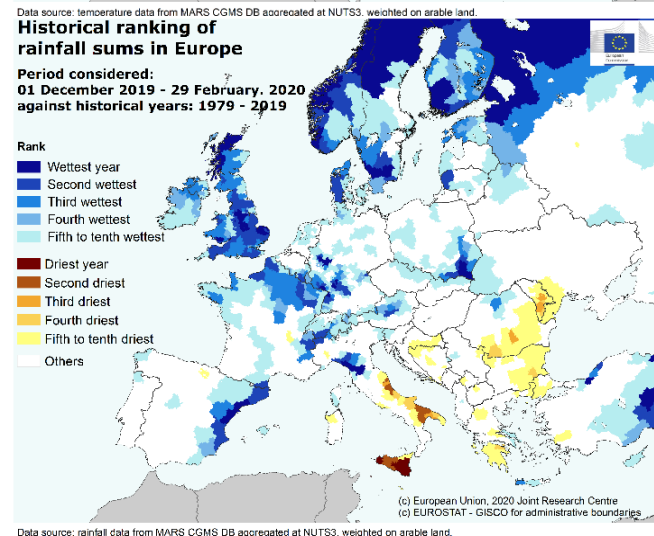 Data source: temperature data from MARS CGMS DB aggregated at NUTS3, weighted on arable land.
Historical ranking of
rainfall sums in Europe
Period considered:
01 December 2019 - 29 February. 2020
against historical years: 1979 - 2019
Rank
Wettest year
Second wettest
Third wettest
Fourth wettest
Fifth to tenth wettest
Driest year
Second driest
Third driest
Fourth driest
Fifth to tenth driest
Others
European
Commission
(c) European Union, 2020 Joint Research Centre
(c) EUROSTAT - GISCO for administrative boundaries
Data source: rainfall data from MARS CGMS DB aggregated at NUTS3, weighted on arable land.